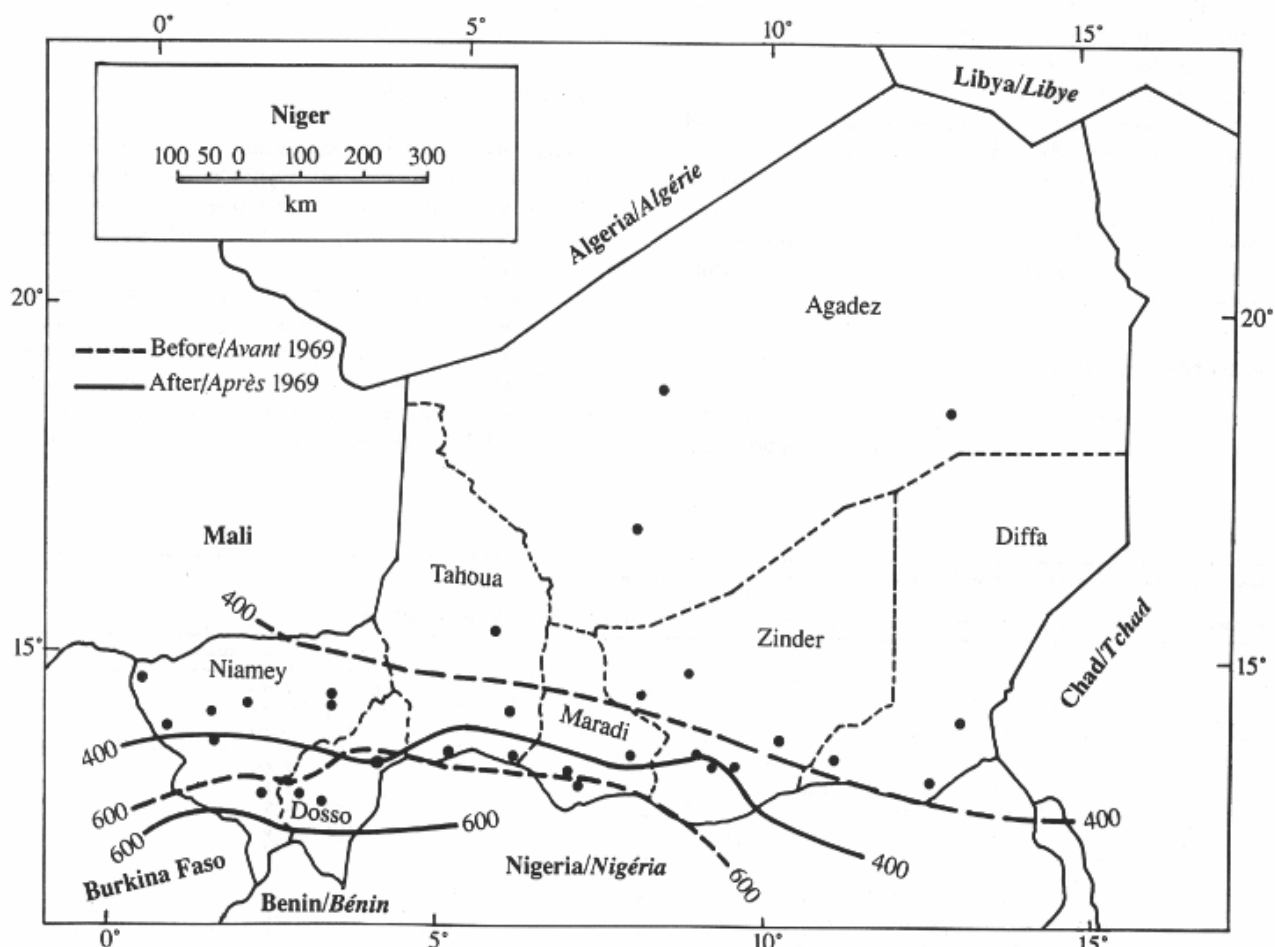 0° 5° 10° 15°
Niger
100 50 0 100 200 300
km
Libya/Libye
Algeria/Algérie
20°
Agadez
20°
Before/Avant 1969
After/Après 1969
Mali
Diffa
Tahoua
400
Zinder
15°
15°
Niamey
Chad/Tchad
Maradi
400
600
Dosso
600
600
400
400
600
Burkina Faso
Nigeria/Nigéria
Benin/Bénin
0° 5° 10° 15°